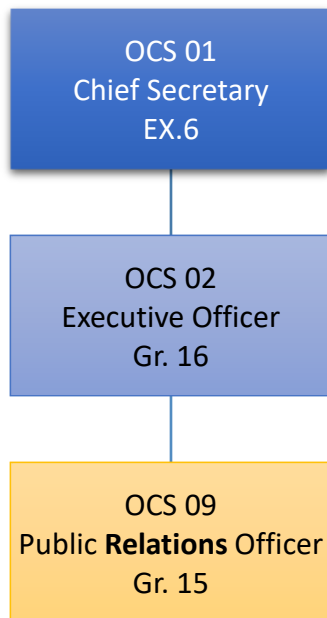 OCS 01
Chief Secretary
EX.6
OCS 02
Executive Officer
Gr. 16
OCS 09
Public Relations Officer
Gr. 15